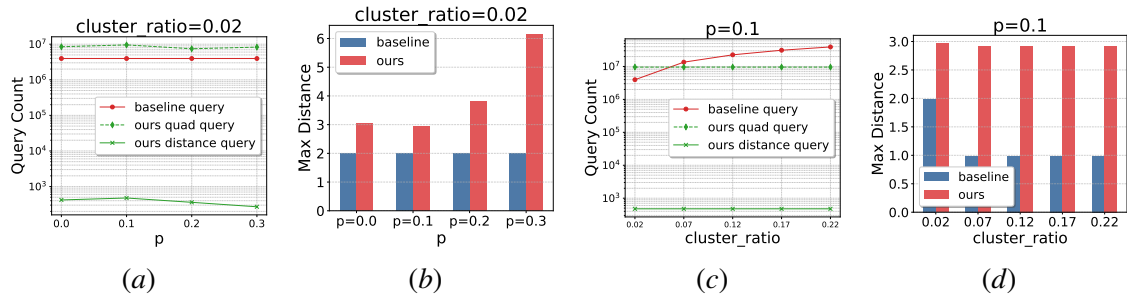 cluster_ratio=0.02
Query Count
10^7
10^6
10^5
10^4
10^3
baseline query
ours quad query
ours distance query
0.0 0.1 0.2 0.3
p
(a)
cluster_ratio=0.02
Max Distance
6
5
4
3
2
1
0
baseline
ours
p=0.0 p=0.1 p=0.2 p=0.3
p
(b)
p=0.1
Query Count
10^7
10^6
10^5
10^4
10^3
baseline query
ours quad query
ours distance query
0.02 0.07 0.12 0.17 0.22
cluster_ratio
(c)
p=0.1
Max Distance
3.0
2.5
2.0
1.5
1.0
0.5
0.0
baseline
ours
0.02 0.07 0.12 0.17 0.22
cluster_ratio
(d)